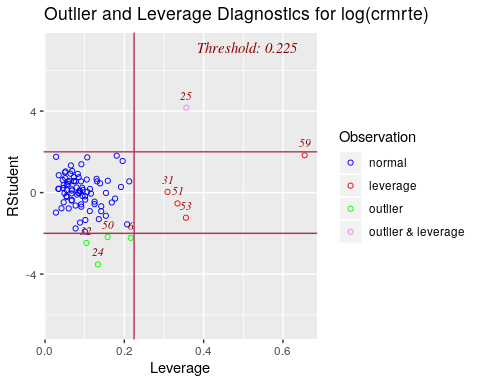 Outlier and Leverage Diagnostics for log(crmrte)
Threshold: 0.225
25
59
31
51
53
50
6
24
4
0
-4
0.0 0.2 0.4 0.6
Leverage
RStudent
Observation
normal
leverage
outlier
outlier & leverage